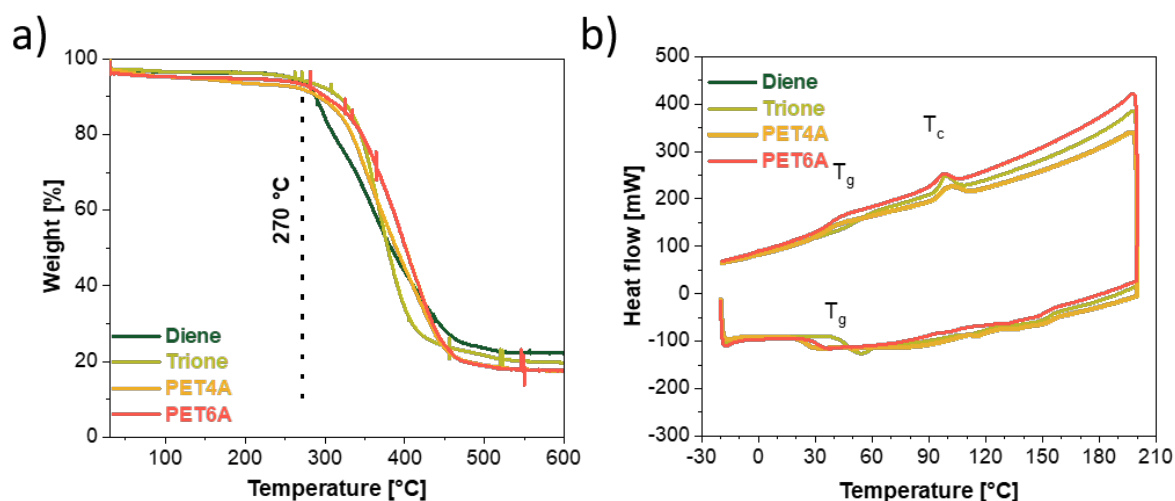 a)
100
80
60
40
20
0
Weight [%]
270 °C
Diene
Trione
PET4A
PET6A
100
200
300
400
500
600
Temperature [°C]
b)
500
400
300
200
100
0
-100
-200
-300
Heat flow [mW]
Diene
Trione
PET4A
PET6A
Tc
Tg
Tg
-30
0
30
60
90
120
150
180
210
Temperature [°C]